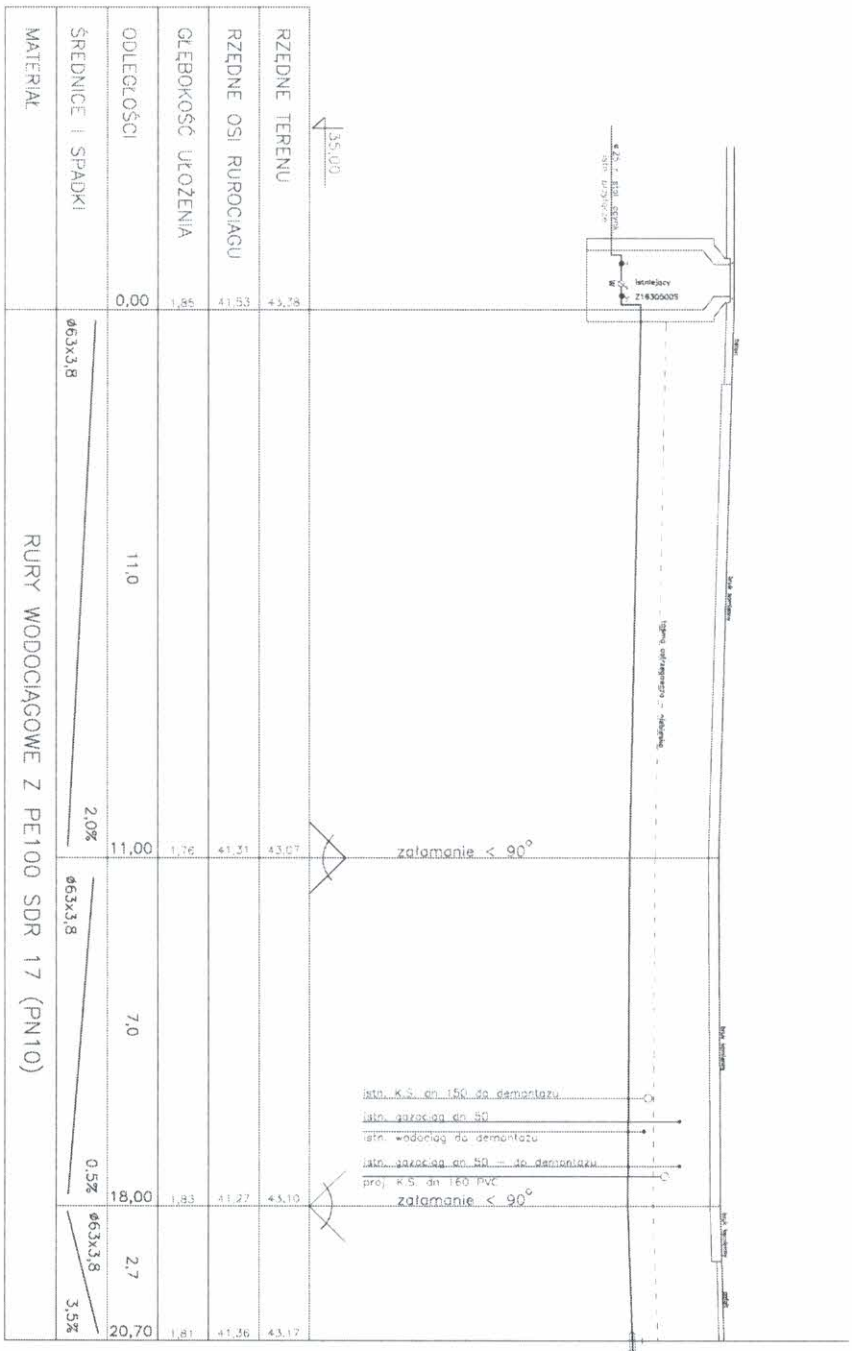 35,00
istniejący
Z16305009
W
taśma ostrzegawcza – niebieska
załamanie < 90°
załamanie < 90°
istn. K.S. dn 150 do demontażu
istn. gazociąg dn 50
istn. wodociąg do demontażu
istn. gazociąg dn 50 – do demontażu
proj. K.S. dn 160 PVC
RZĘDNE TERENU 43,38 43,07 43,10 43,17
RZĘDNE OSI RUROCIAGU 41,53 41,31 41,27 41,36
GŁĘBOKOŚĆ UŁOŻENIA 1,85 1,76 1,83 1,81
ODLEGŁOŚCI 0,00 11,0 11,00 7,0 18,00 2,7 20,70
ŚREDNICE I SPADKI ø63x3,8 2,0% ø63x3,8 0.5% ø63x3,8 3,5%
MATERIAŁ RURY WODOCIĄGOWE Z PE100 SDR 17 (PN10)